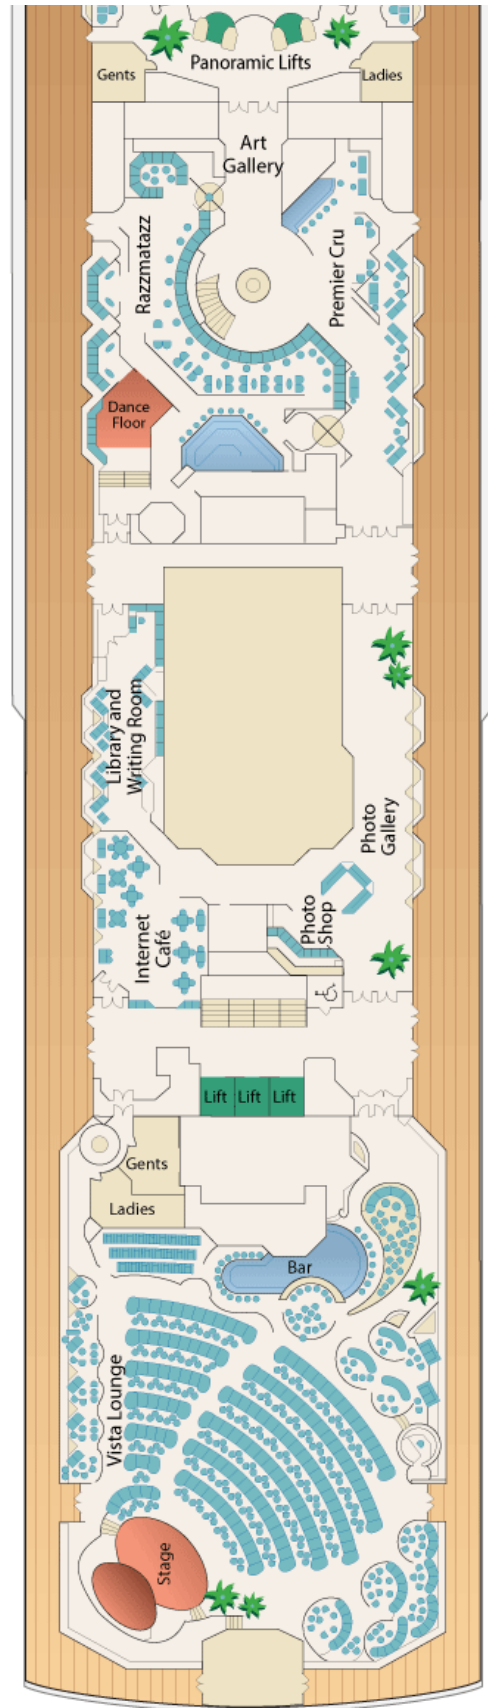 Panoramic Lifts
Gents
Ladies
Art
Gallery
Razzmatazz
Premier Cru
Dance
Floor
Library and
Writing Room
Photo
Gallery
Internet
Café
Photo
Shop
Lift
Lift
Lift
Gents
Ladies
Bar
Vista Lounge
Stage